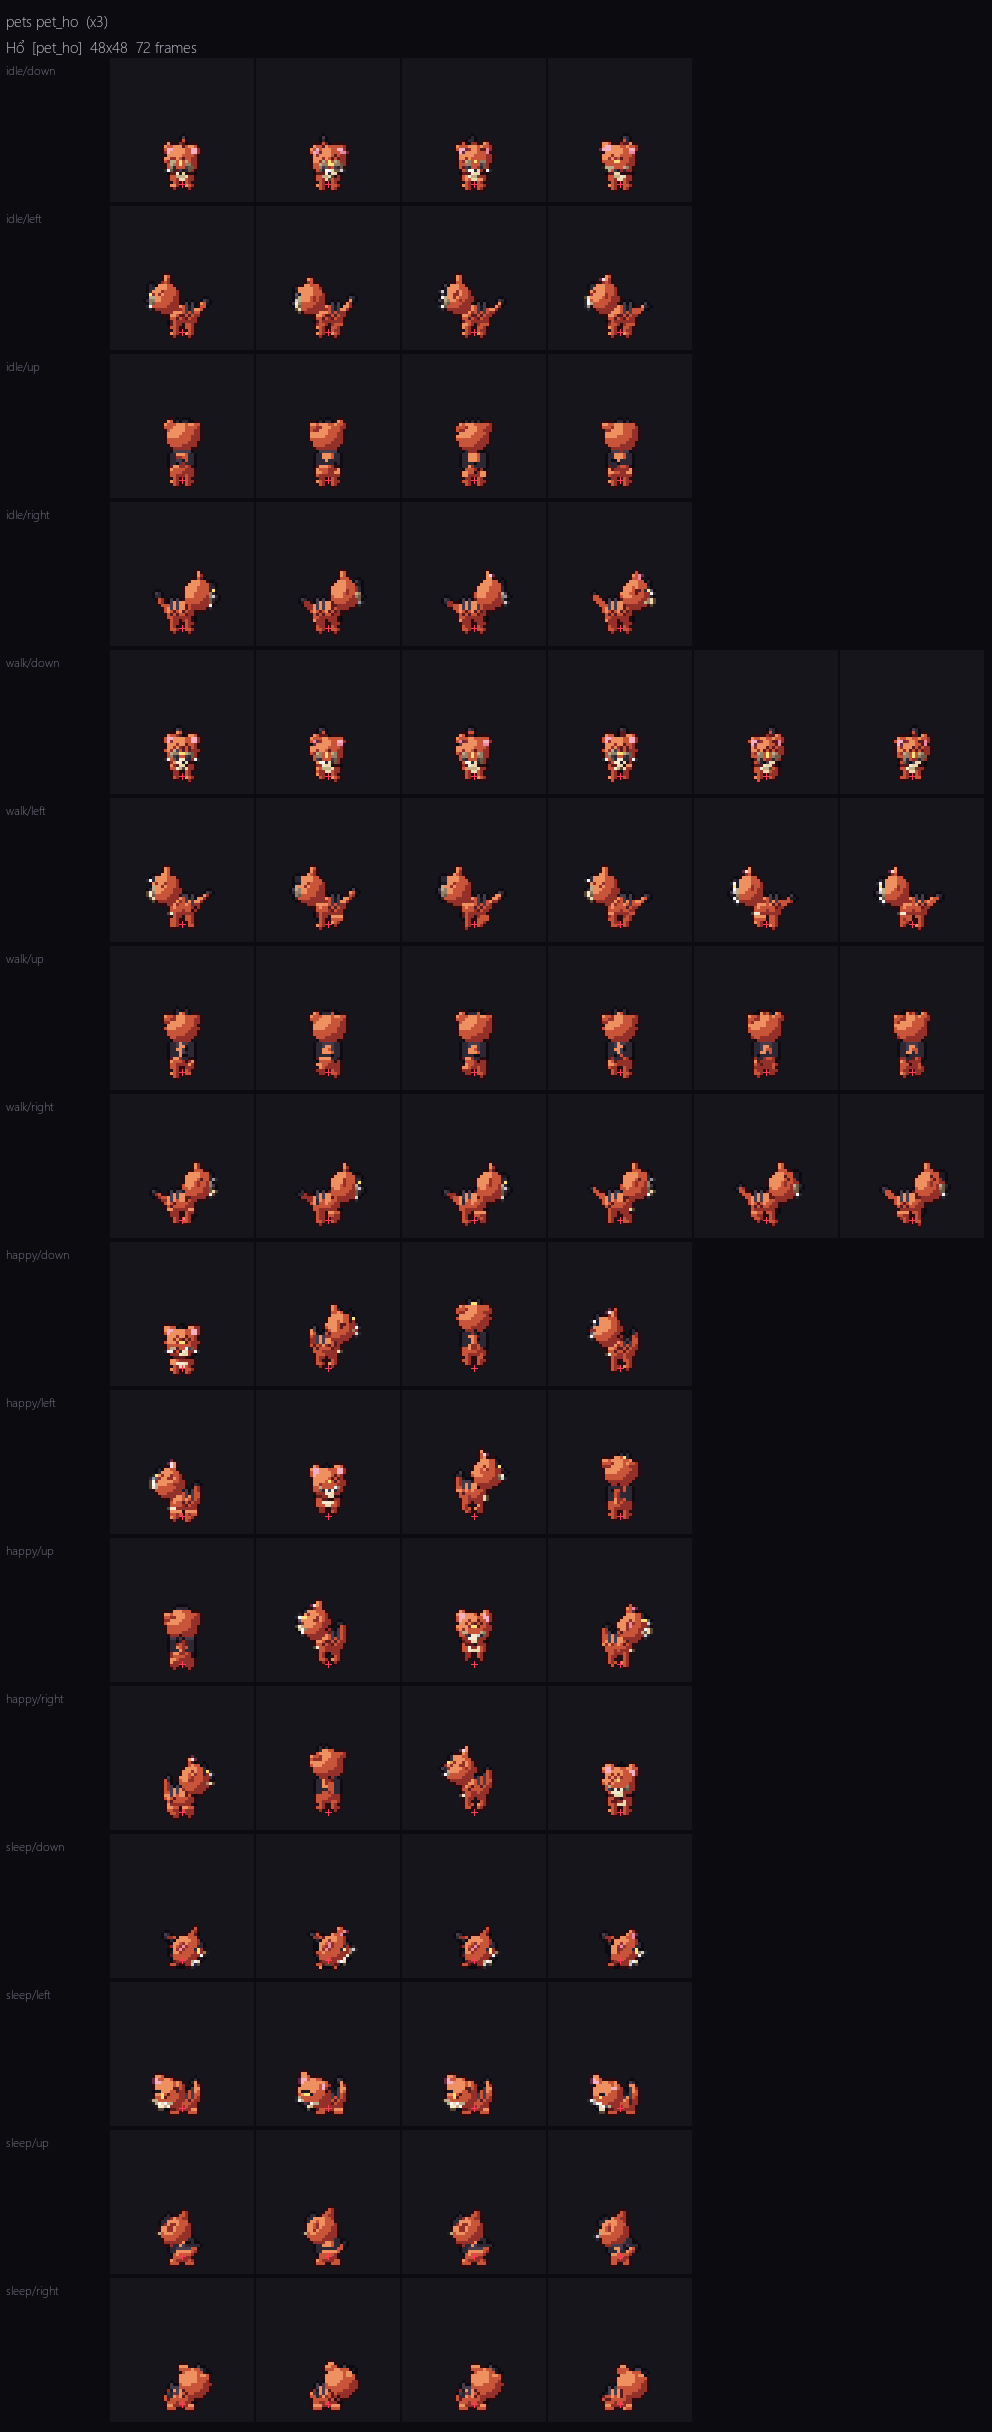 pets pet_ho (x3)
Hổ [pet_ho] 48x48 72 frames
idle/down
idle/left
idle/up
idle/right
walk/down
walk/left
walk/up
walk/right
happy/down
happy/left
happy/up
happy/right
sleep/down
sleep/left
sleep/up
sleep/right